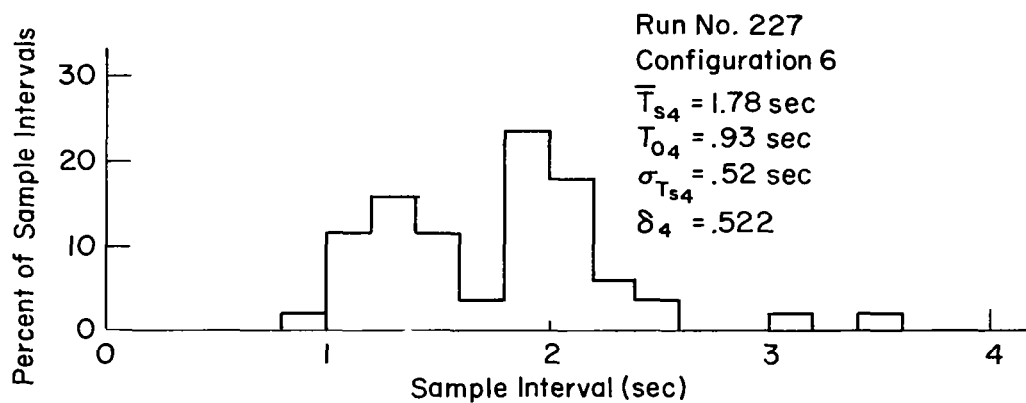 Run No. 227
Configuration 6
T̄s4 = 1.78 sec
To4 = .93 sec
σTs4 = .52 sec
δ4 = .522
Percent of Sample Intervals
30
20
10
0
0 1 2 3 4
Sample Interval (sec)